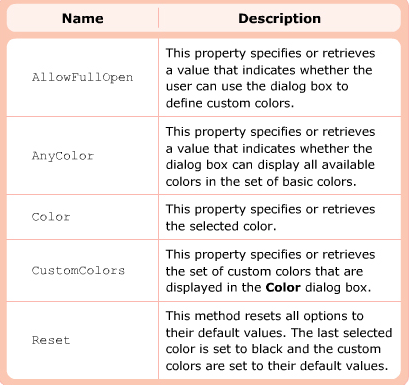 Name Description
This property specifies or retrieves
a value that indicates whether the
AllowFullOpen
user can use the dialog box to
define custom colors.
This property specifies or retrieves
a value that indicates whether the
AnyColor
dialog box can display all available
colors in the set of basic colors.
This property specifies or retrieves
Color
the selected color.
This property specifies or retrieves
CustomColors
the set of custom colors that are
displayed in the Color dialog box.
This method resets all options to
their default values. The last selected
Reset
color is set to black and the custom
colors are set to their default values.